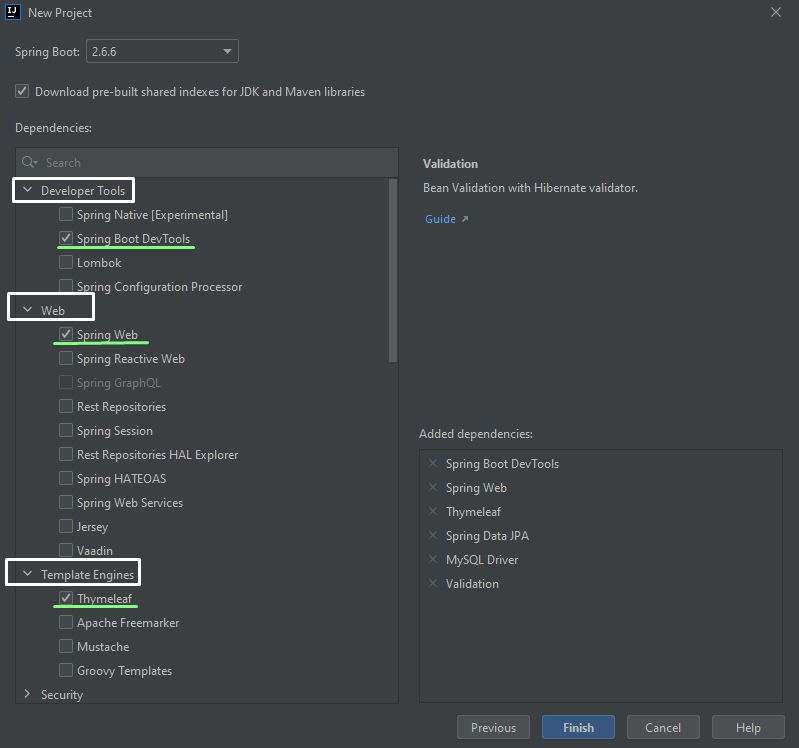 New Project
Spring Boot: 2.6.6
Download pre-built shared indexes for JDK and Maven libraries
Dependencies:
Search
Developer Tools
Spring Native [Experimental]
Spring Boot DevTools
Lombok
Spring Configuration Processor
Web
Spring Web
Spring Reactive Web
Spring GraphQL
Rest Repositories
Spring Session
Rest Repositories HAL Explorer
Spring HATEOAS
Spring Web Services
Jersey
Vaadin
Template Engines
Thymeleaf
Apache Freemarker
Mustache
Groovy Templates
Security
Validation
Bean Validation with Hibernate validator.
Guide ↗
Added dependencies:
Spring Boot DevTools
Spring Web
Thymeleaf
Spring Data JPA
MySQL Driver
Validation
Previous
Finish
Cancel
Help